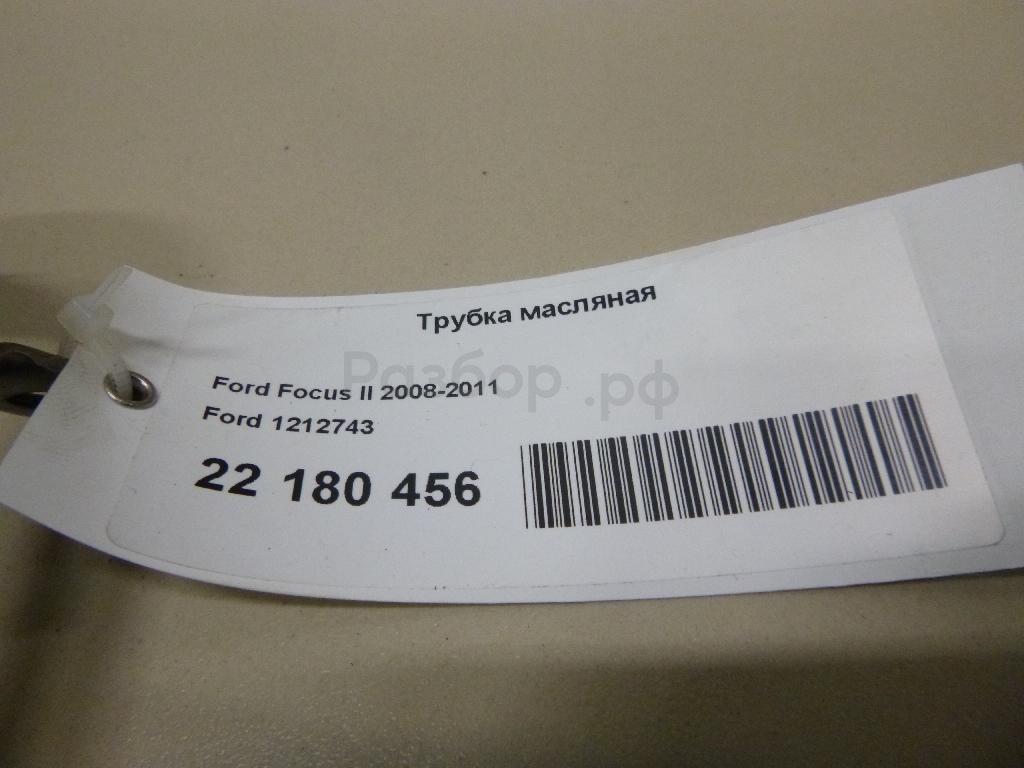 Трубка масляная
Разбор.рф
Ford Focus II 2008-2011
Ford 1212743
22 180 456